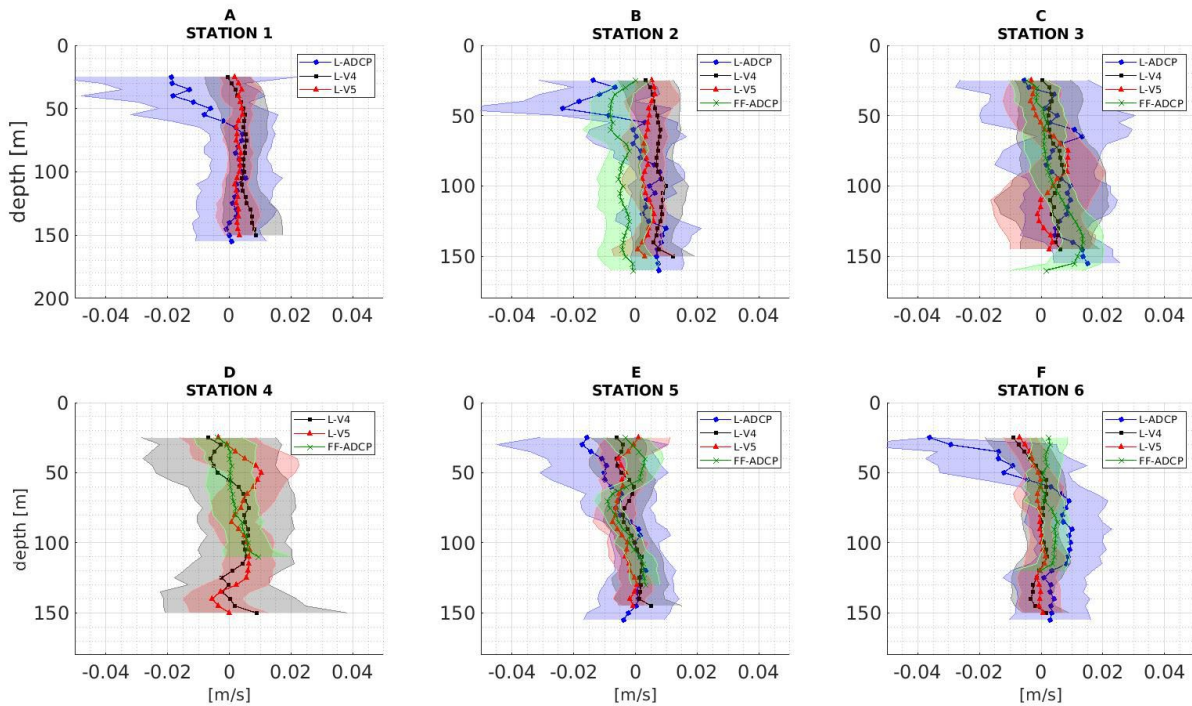 A
STATION 1
0
50
100
150
200
depth [m]
-0.04 -0.02 0 0.02 0.04
L-ADCP
L-V4
L-V5
B
STATION 2
0
50
100
150
-0.04 -0.02 0 0.02 0.04
L-ADCP
L-V4
L-V5
FF-ADCP
C
STATION 3
0
50
100
150
-0.04 -0.02 0 0.02 0.04
L-ADCP
L-V4
L-V5
FF-ADCP
D
STATION 4
0
50
100
150
depth [m]
-0.04 -0.02 0 0.02 0.04
[m/s]
L-V4
L-V5
FF-ADCP
E
STATION 5
0
50
100
150
-0.04 -0.02 0 0.02 0.04
[m/s]
L-ADCP
L-V4
L-V5
FF-ADCP
F
STATION 6
0
50
100
150
-0.04 -0.02 0 0.02 0.04
[m/s]
L-ADCP
L-V4
L-V5
FF-ADCP